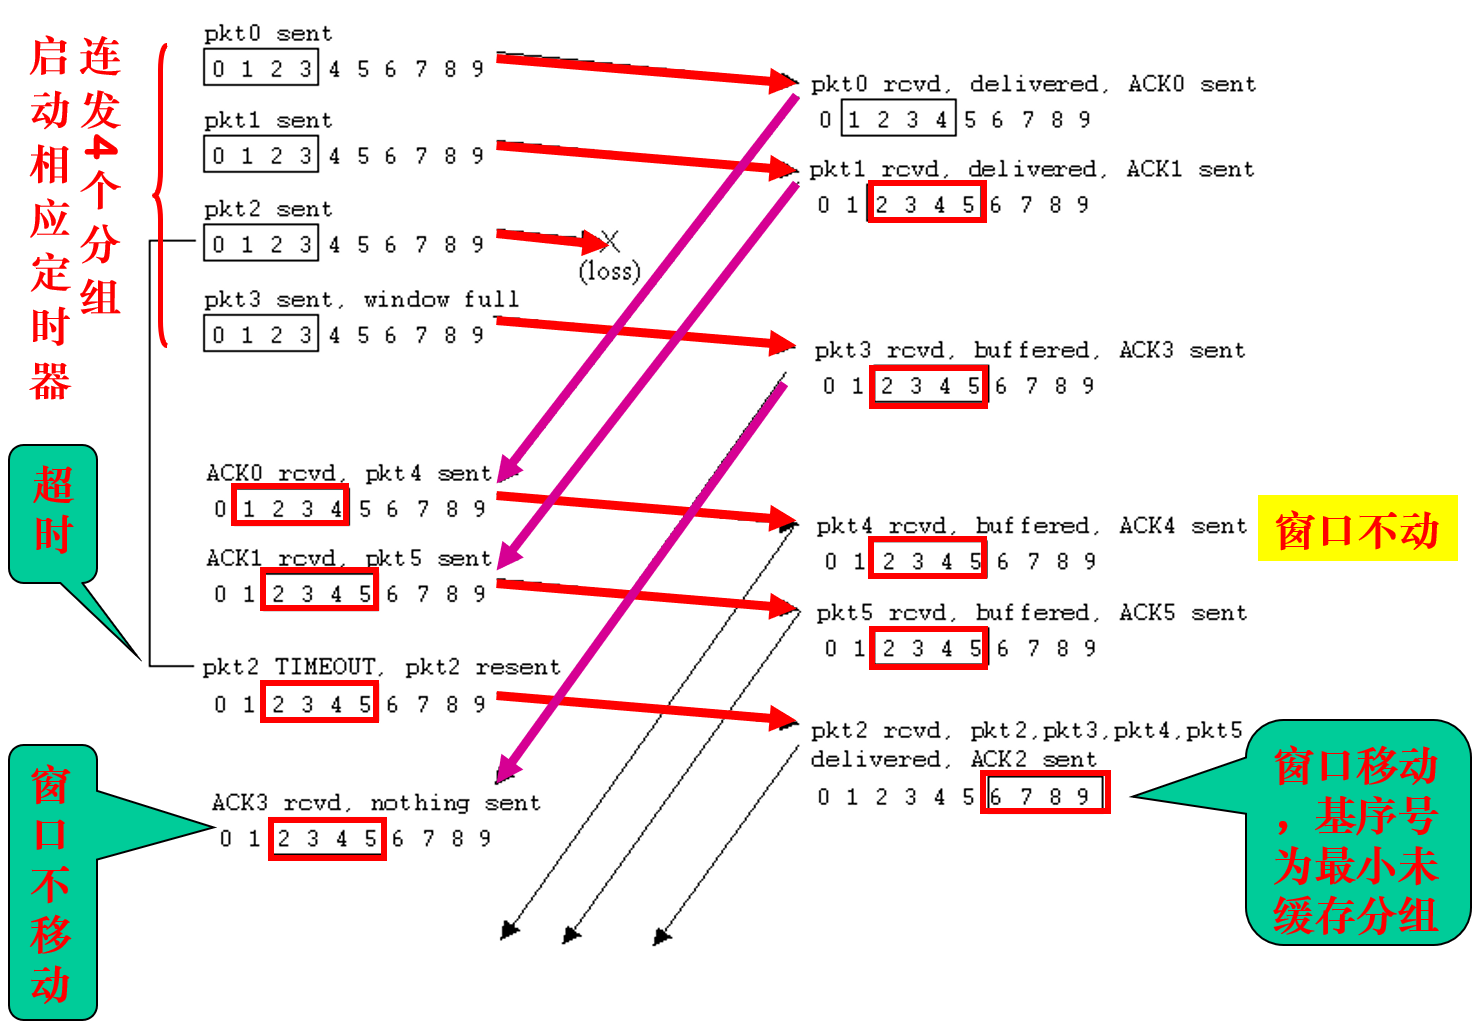 连发4个分组
启动相应定时器
pkt0 sent
0 1 2 3 4 5 6 7 8 9
pkt1 sent
0 1 2 3 4 5 6 7 8 9
pkt2 sent
0 1 2 3 4 5 6 7 8 9
pkt3 sent, window full
0 1 2 3 4 5 6 7 8 9
X
(loss)
pkt0 rcvd, delivered, ACK0 sent
0 1 2 3 4 5 6 7 8 9
pkt1 rcvd, delivered, ACK1 sent
0 1 2 3 4 5 6 7 8 9
pkt3 rcvd, buffered, ACK3 sent
0 1 2 3 4 5 6 7 8 9
ACK0 rcvd, pkt4 sent
0 1 2 3 4 5 6 7 8 9
ACK1 rcvd, pkt5 sent
0 1 2 3 4 5 6 7 8 9
超时
pkt4 rcvd, buffered, ACK4 sent
0 1 2 3 4 5 6 7 8 9
窗口不动
pkt5 rcvd, buffered, ACK5 sent
0 1 2 3 4 5 6 7 8 9
pkt2 TIMEOUT, pkt2 resent
0 1 2 3 4 5 6 7 8 9
pkt2 rcvd, pkt2,pkt3,pkt4,pkt5
delivered, ACK2 sent
0 1 2 3 4 5 6 7 8 9
ACK3 rcvd, nothing sent
0 1 2 3 4 5 6 7 8 9
窗口不移动
窗口移动
，基序号
为最小未
缓存分组